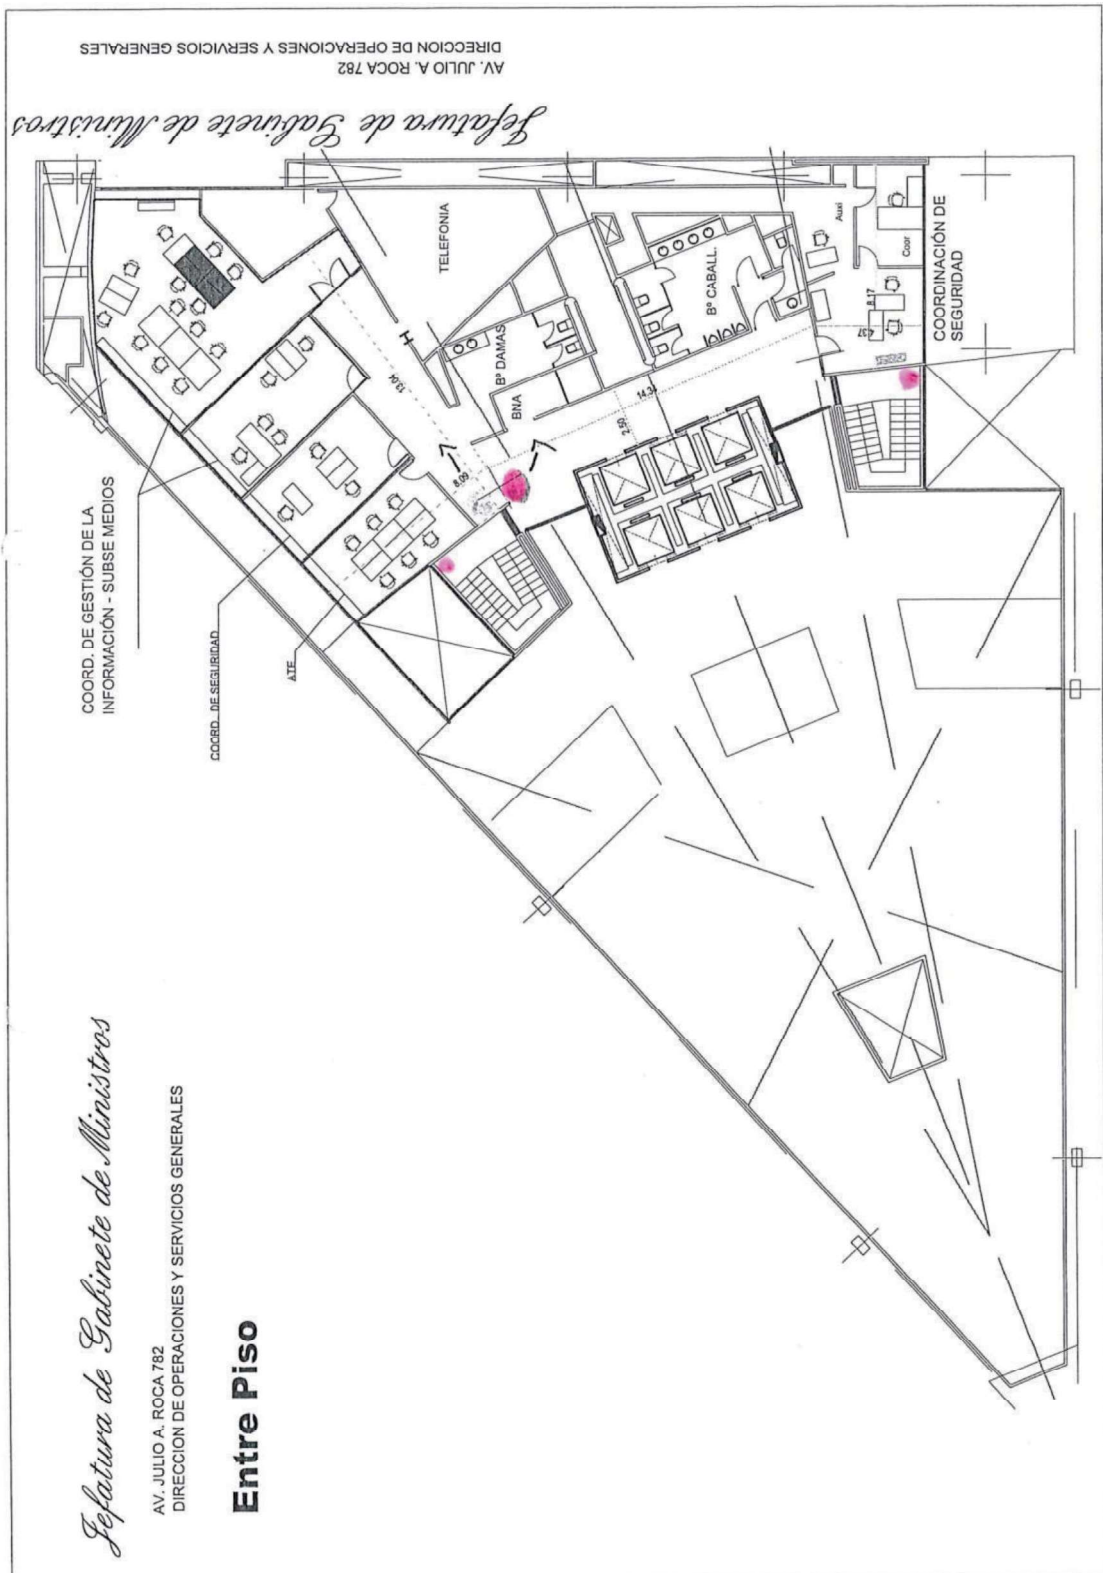 Jefatura de Gabinete de Ministros
AV. JULIO A. ROCA 782
DIRECCION DE OPERACIONES Y SERVICIOS GENERALES
Entre Piso
COORD. DE GESTIÓN DE LA
INFORMACIÓN - SUBSE MEDIOS
COORD. DE SEGURIDAD
ATE
TELEFONIA
Bº DAMAS
BNA
Bº CABALL.
Auxi
Coor
COORDINACIÓN DE
SEGURIDAD
H
13.04
8.09
14.34
2.50
8.17
4.37
Jefatura de Gabinete de Ministros
AV. JULIO A. ROCA 782
DIRECCION DE OPERACIONES Y SERVICIOS GENERALES